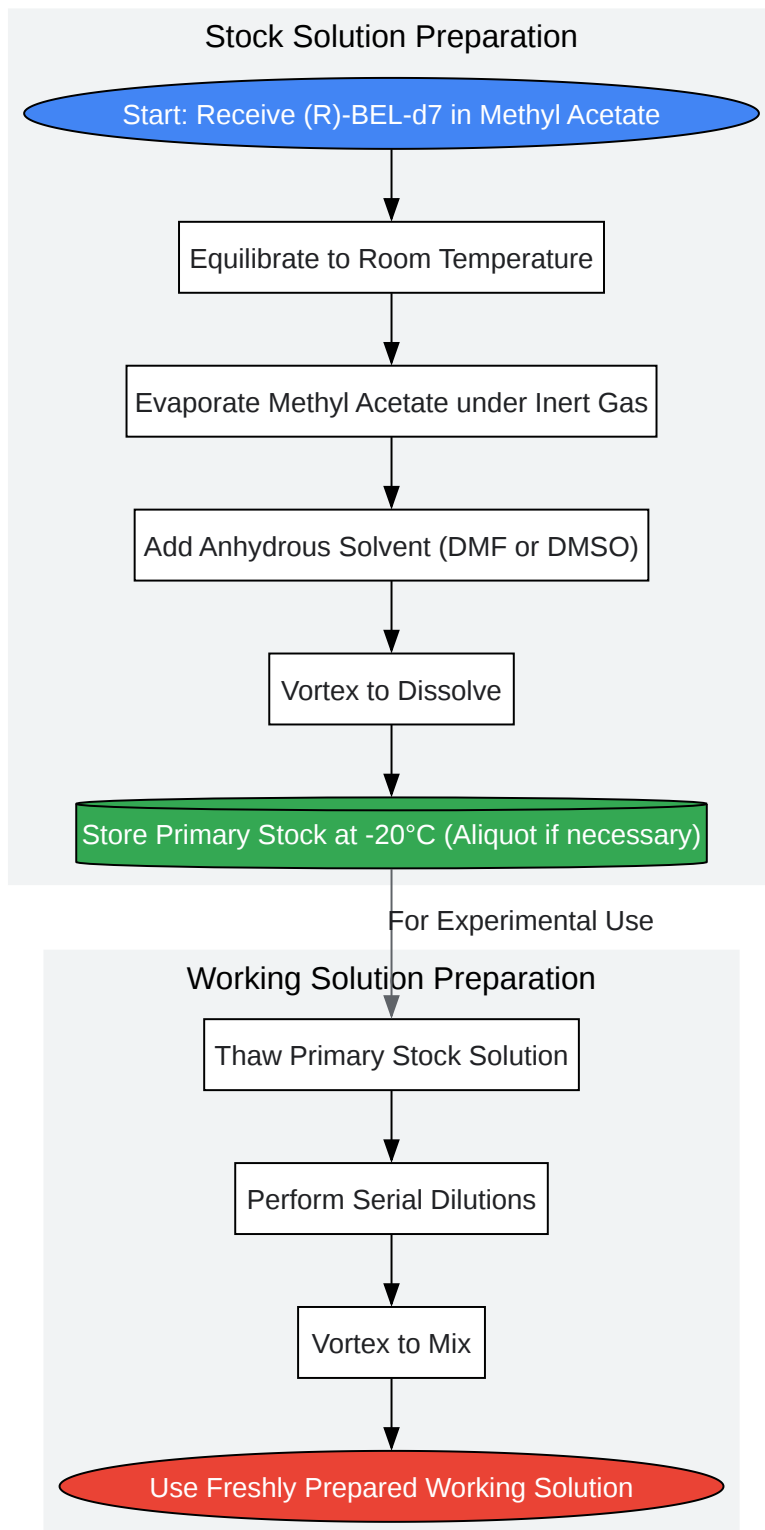 Stock Solution Preparation
Start: Receive (R)-BEL-d7 in Methyl Acetate
Equilibrate to Room Temperature
Evaporate Methyl Acetate under Inert Gas
Add Anhydrous Solvent (DMF or DMSO)
Vortex to Dissolve
Store Primary Stock at -20°C (Aliquot if necessary)
For Experimental Use
Working Solution Preparation
Thaw Primary Stock Solution
Perform Serial Dilutions
Vortex to Mix
Use Freshly Prepared Working Solution